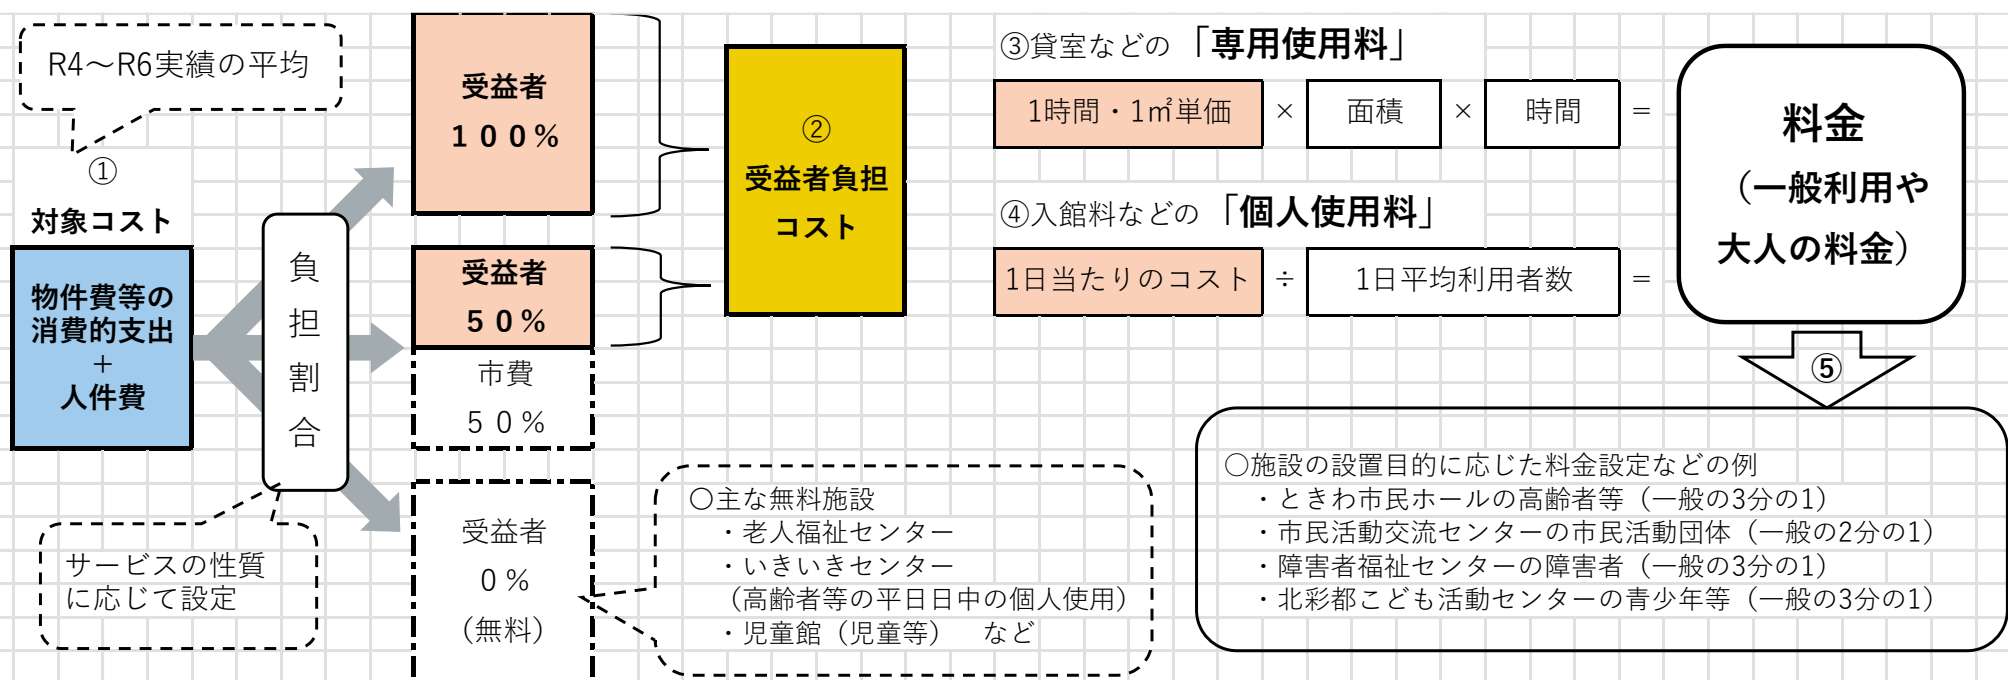 R4～R6実績の平均
①
対象コスト
物件費等の
消費的支出
＋
人件費
負
担
割
合
サービスの性質
に応じて設定
受益者
１００%
受益者
５０%
市費
５０%
受益者
０%
（無料）
〇主な無料施設
・老人福祉センター
・いきいきセンター
（高齢者等の平日日中の個人使用）
・児童館（児童等）　など
②
受益者負担
コスト
③貸室などの「専用使用料」
1時間・1㎡単価 × 面積 × 時間 ＝
④入館料などの「個人使用料」
1日当たりのコスト ÷ 1日平均利用者数 ＝
料金
（一般利用や
大人の料金）
⑤
〇施設の設置目的に応じた料金設定などの例
・ときわ市民ホールの高齢者等（一般の3分の1）
・市民活動交流センターの市民活動団体（一般の2分の1）
・障害者福祉センターの障害者（一般の3分の1）
・北彩都こども活動センターの青少年等（一般の3分の1）